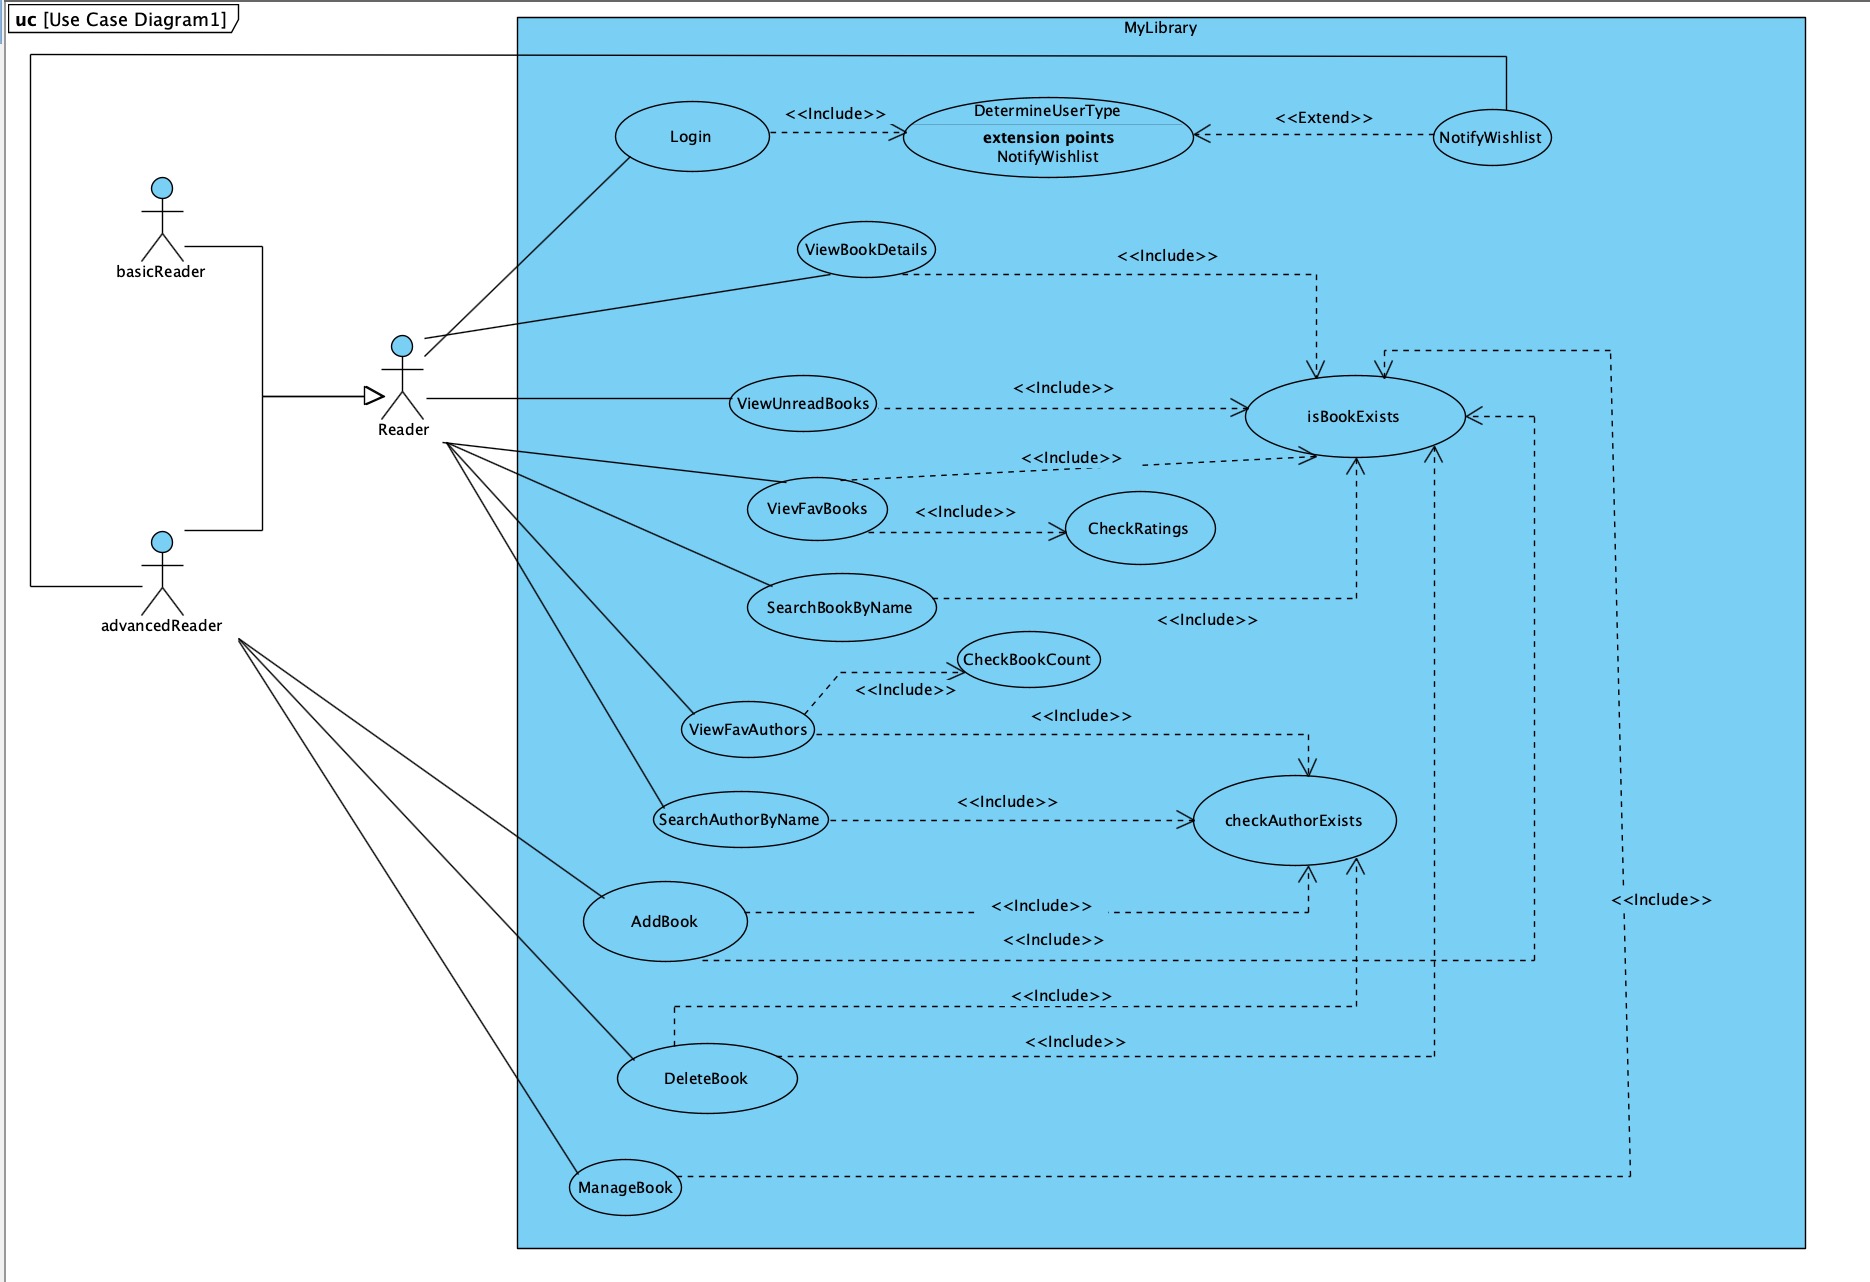 uc [Use Case Diagram1]
MyLibrary
<<Include>>
<<Extend>>
Login
DetermineUserType
extension points
NotifyWishlist
NotifyWishlist
basicReader
ViewBookDetails
<<Include>>
Reader
ViewUnreadBooks
<<Include>>
isBookExists
<<Include>>
VievFavBooks
<<Include>>
CheckRatings
SearchBookByName
<<Include>>
advancedReader
CheckBookCount
<<Include>>
ViewFavAuthors
<<Include>>
SearchAuthorByName
<<Include>>
checkAuthorExists
<<Include>>
AddBook
<<Include>>
<<Include>>
<<Include>>
<<Include>>
DeleteBook
ManageBook